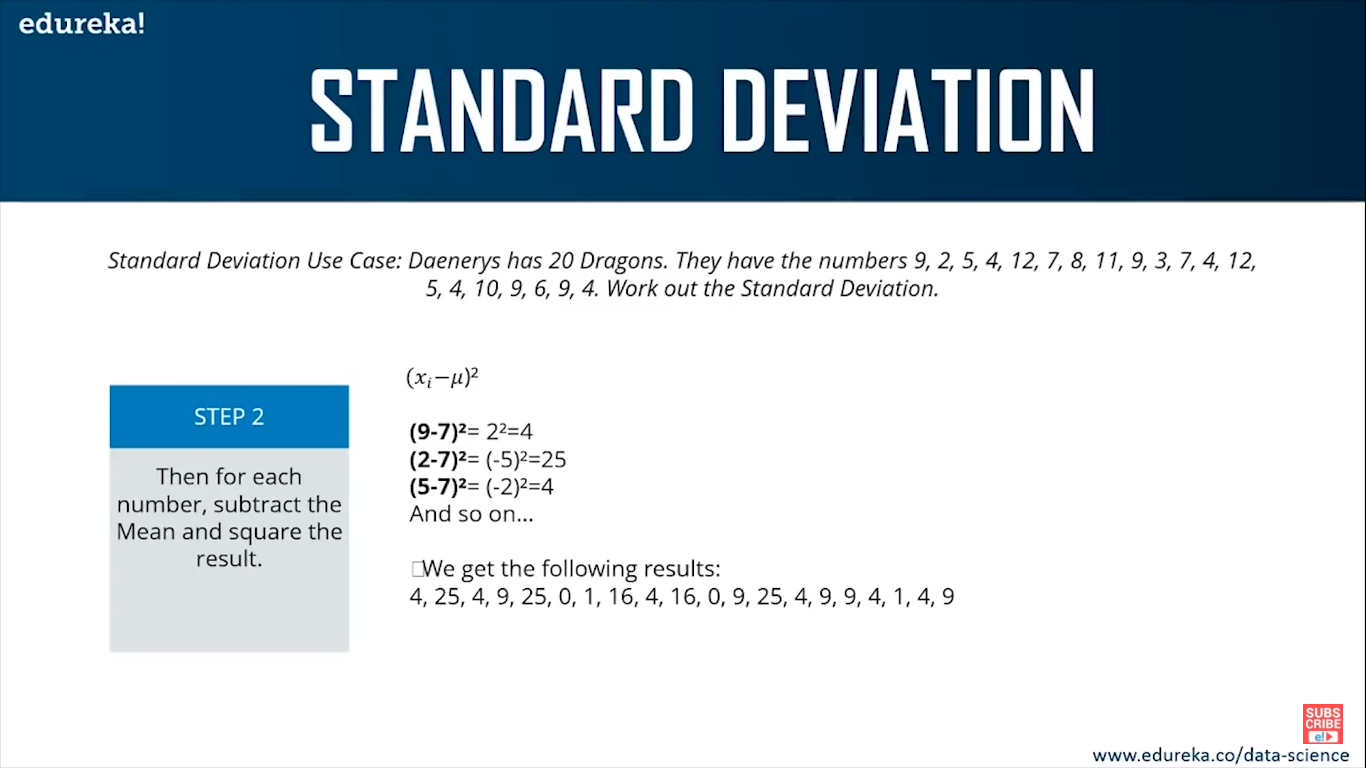 edureka!
STANDARD DEVIATION
Standard Deviation Use Case: Daenerys has 20 Dragons. They have the numbers 9, 2, 5, 4, 12, 7, 8, 11, 9, 3, 7, 4, 12,
5, 4, 10, 9, 6, 9, 4. Work out the Standard Deviation.
STEP 2
Then for each
number, subtract the
Mean and square the
result.
(xᵢ−μ)²
(9-7)²= 2²=4
(2-7)²= (-5)²=25
(5-7)²= (-2)²=4
And so on...
□We get the following results:
4, 25, 4, 9, 25, 0, 1, 16, 4, 16, 0, 9, 25, 4, 9, 9, 4, 1, 4, 9
SUBS
CRIBE
e!
www.edureka.co/data-science